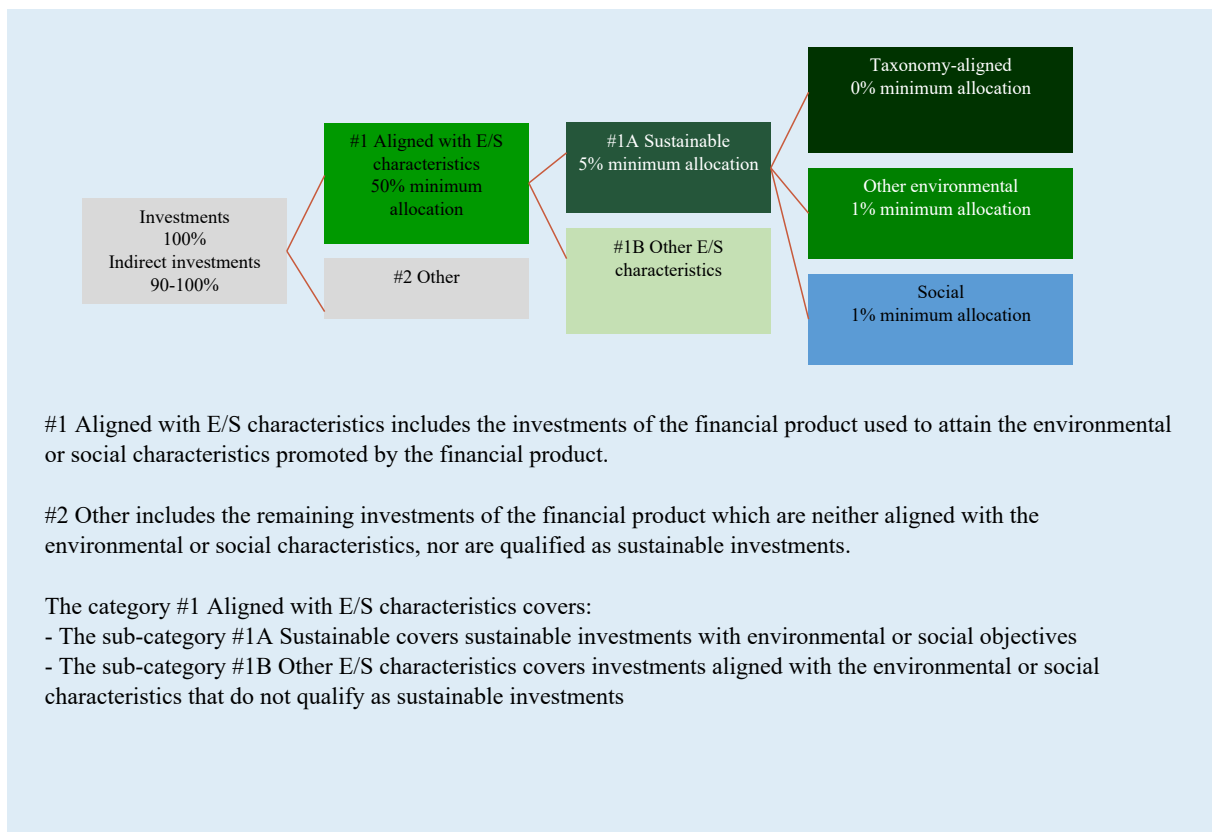 Investments
100%
Indirect investments
90-100%
#1 Aligned with E/S
characteristics
50% minimum
allocation
#2 Other
#1A Sustainable
5% minimum allocation
#1B Other E/S
characteristics
Taxonomy-aligned
0% minimum allocation
Other environmental
1% minimum allocation
Social
1% minimum allocation
#1 Aligned with E/S characteristics includes the investments of the financial product used to attain the environmental
or social characteristics promoted by the financial product.
#2 Other includes the remaining investments of the financial product which are neither aligned with the
environmental or social characteristics, nor are qualified as sustainable investments.
The category #1 Aligned with E/S characteristics covers:
- The sub-category #1A Sustainable covers sustainable investments with environmental or social objectives
- The sub-category #1B Other E/S characteristics covers investments aligned with the environmental or social
characteristics that do not qualify as sustainable investments